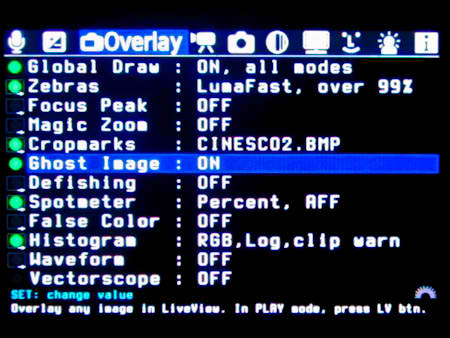 Overlay
Global Draw : ON, all modes
Zebras : LumaFast, over 99%
Focus Peak : OFF
Magic Zoom : OFF
Cropmarks : CINESCO2.BMP
Ghost Image : ON
Defishing : OFF
Spotmeter : Percent, AFF
False Color : OFF
Histogram : RGB,Log,clip warn
Waveform : OFF
Vectorscope : OFF
SET: change value
Overlay any image in LiveView. In PLAY mode, press LV btn.